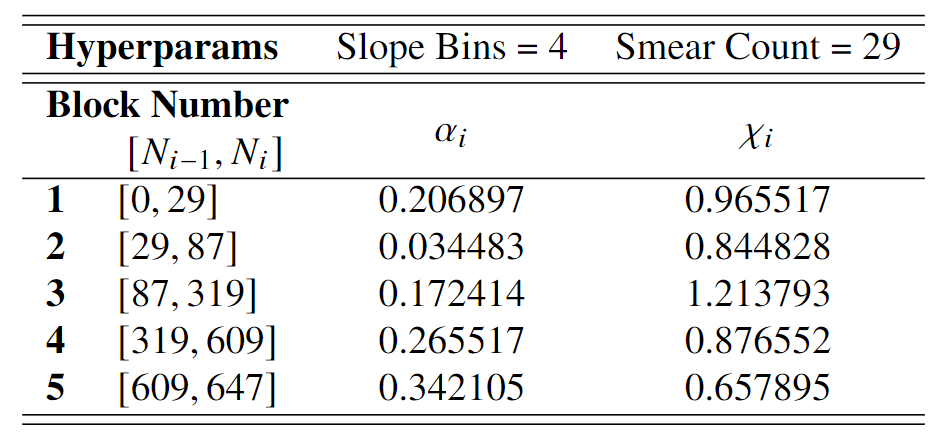 Hyperparams Slope Bins = 4 Smear Count = 29
Block Number
[N_{i−1}, N_i] α_i χ_i
1 [0, 29] 0.206897 0.965517
2 [29, 87] 0.034483 0.844828
3 [87, 319] 0.172414 1.213793
4 [319, 609] 0.265517 0.876552
5 [609, 647] 0.342105 0.657895